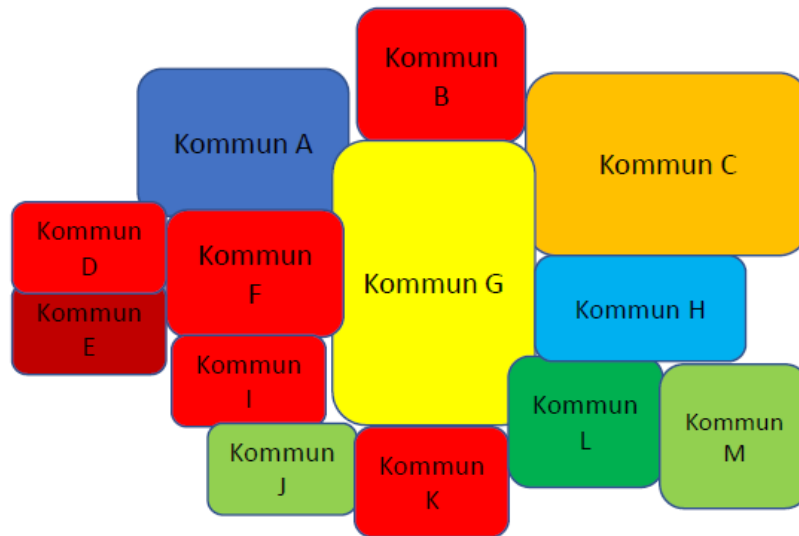 Kommun
B
Kommun A
Kommun C
Kommun
D
Kommun
F
Kommun G
Kommun H
Kommun
E
Kommun
I
Kommun
J
Kommun
K
Kommun
L
Kommun
M